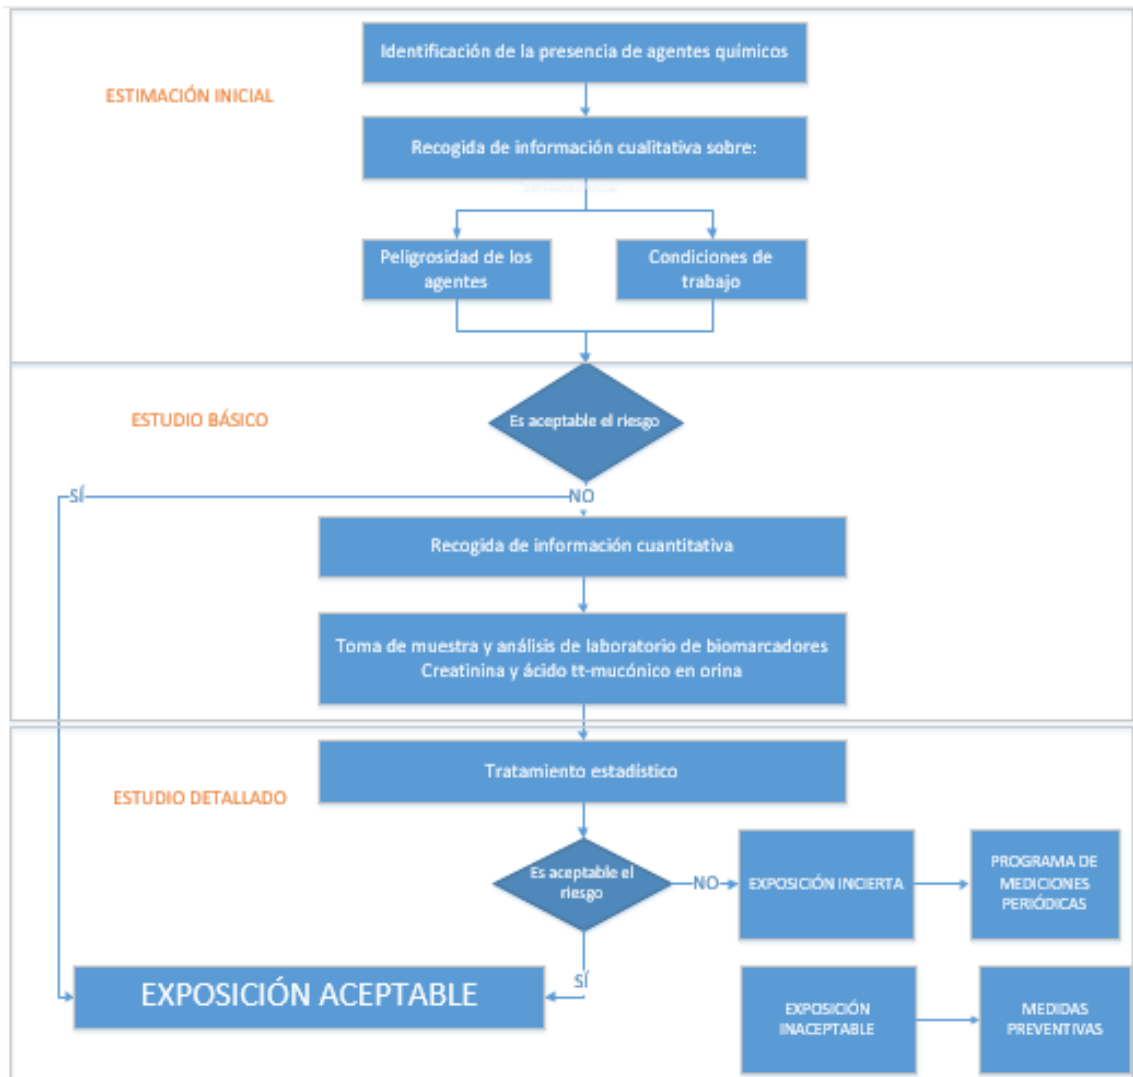 Identificación de la presencia de agentes químicos
ESTIMACIÓN INICIAL
Recogida de información cualitativa sobre:
Peligrosidad de los
agentes
Condiciones de
trabajo
ESTUDIO BÁSICO
Es aceptable el riesgo
SÍ
NO
Recogida de información cuantitativa
Toma de muestra y análisis de laboratorio de biomarcadores
Creatinina y ácido tt-mucónico en orina
Tratamiento estadístico
ESTUDIO DETALLADO
Es aceptable el
riesgo
NO
EXPOSICIÓN INCIERTA
PROGRAMA DE
MEDICIONES
PERIÓDICAS
SÍ
EXPOSICIÓN ACEPTABLE
EXPOSICIÓN
INACEPTABLE
MEDIDAS
PREVENTIVAS